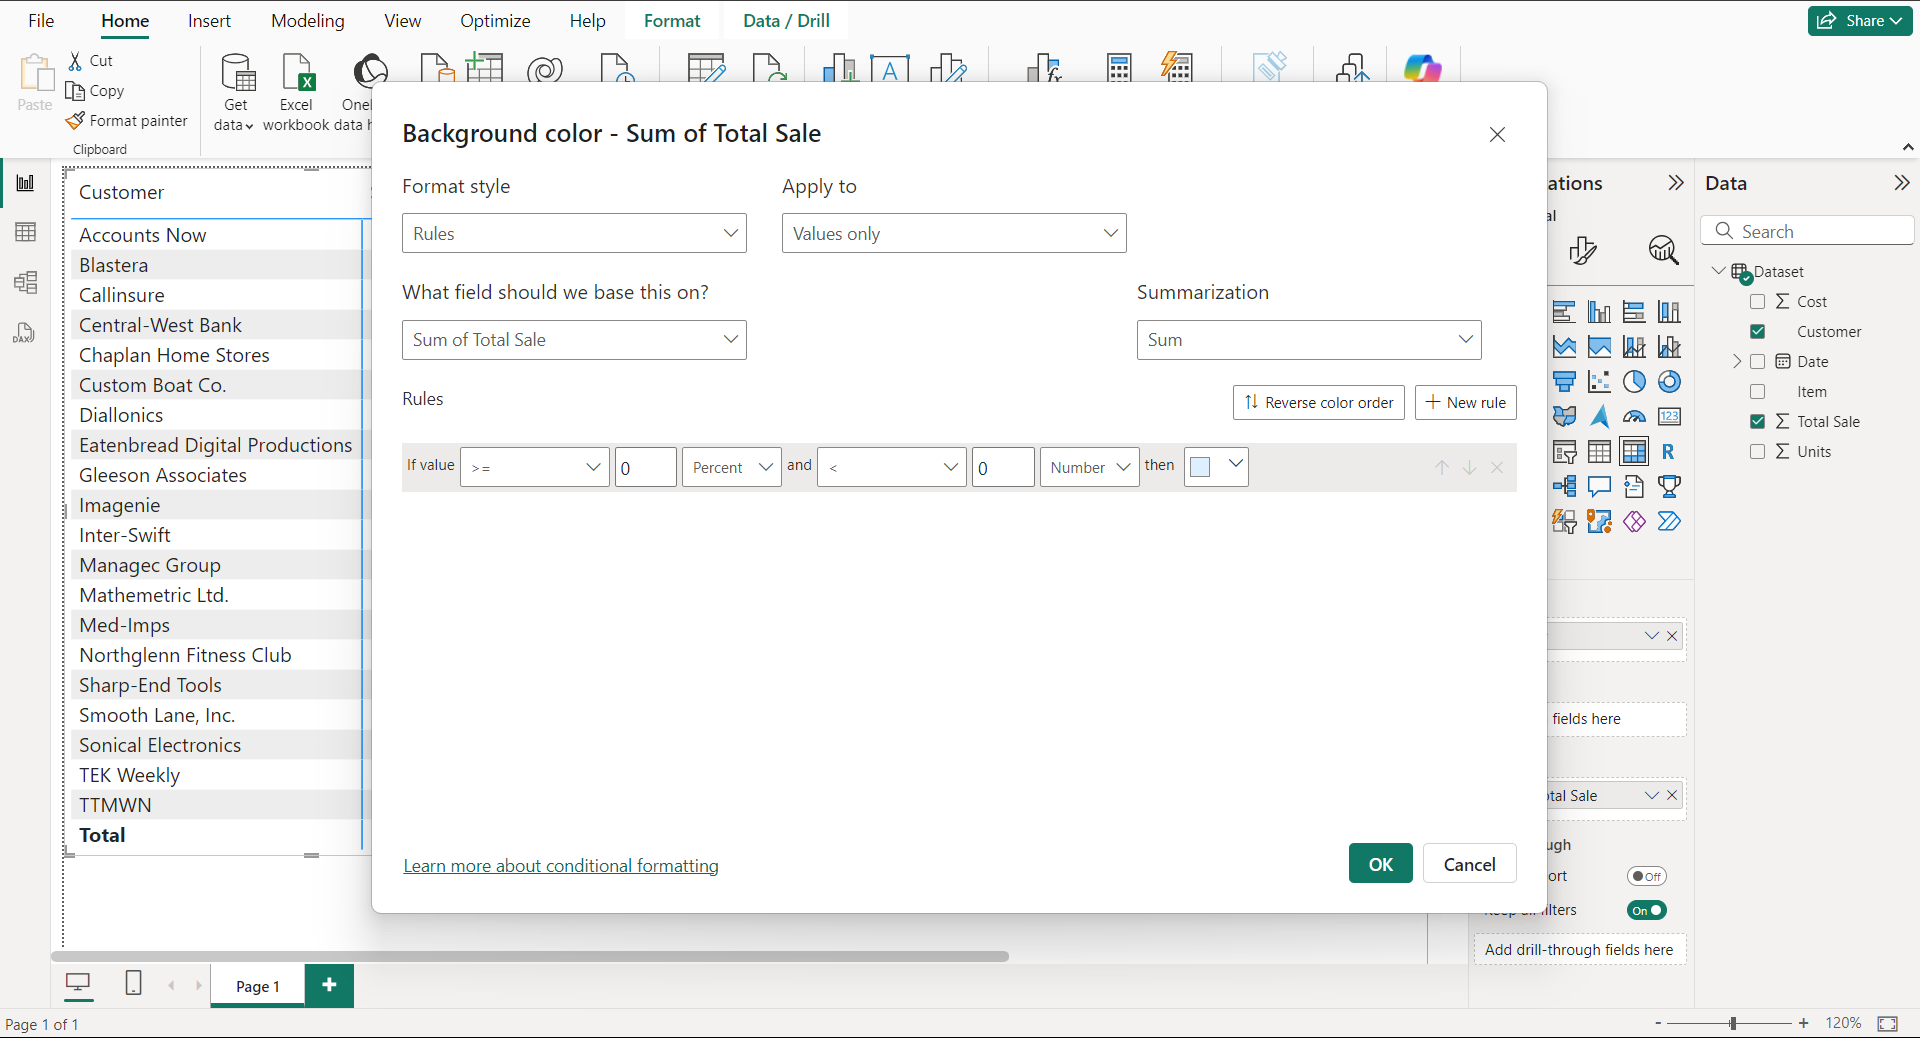 File Home Insert Modeling View Optimize Help Format Data / Drill Share
Paste
Cut
Copy
Format painter
Clipboard
Get data
Excel workbook
data
Background color - Sum of Total Sale
Format style
Apply to
Rules
Values only
What field should we base this on?
Summarization
Sum of Total Sale
Sum
Rules
Reverse color order
New rule
If value >= 0 Percent and < 0 Number then
Learn more about conditional formatting
OK
Cancel
Customer
Accounts Now
Blastera
Callinsure
Central-West Bank
Chaplan Home Stores
Custom Boat Co.
Diallonics
Eatenbread Digital Productions
Gleeson Associates
Imagenie
Inter-Swift
Managec Group
Mathemetric Ltd.
Med-Imps
Northglenn Fitness Club
Sharp-End Tools
Smooth Lane, Inc.
Sonical Electronics
TEK Weekly
TTMWN
Total
DAX
A
fx
123
R
fields here
Total Sale
Off
filters
On
Add drill-through fields here
Data
Search
Dataset
Cost
Customer
Date
Item
Total Sale
Units
Page 1
+
Page 1 of 1
- + 120%